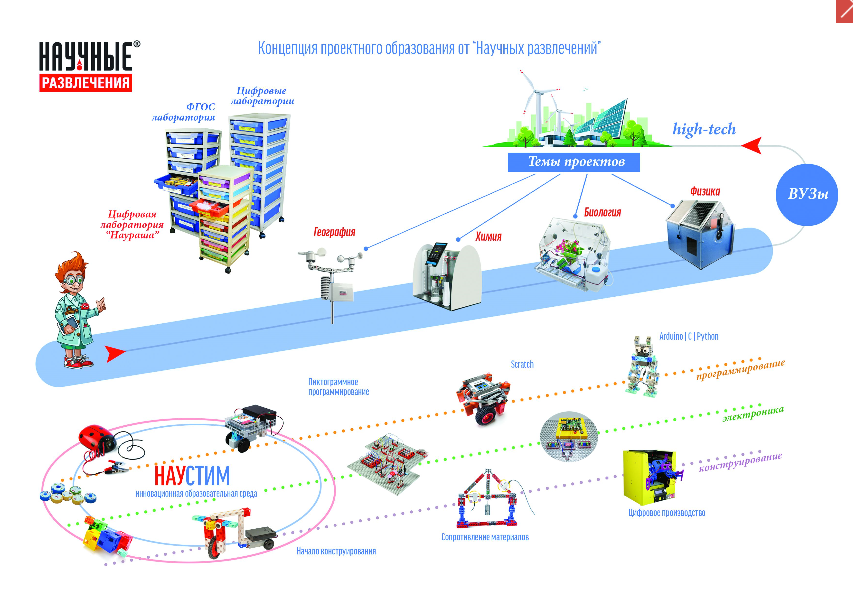 НАУЧНЫЕ®
РАЗВЛЕЧЕНИЯ
Концепция проектного образования от "Научных развлечений"
Цифровые
лаборатории
ФГОС
лаборатория
Цифровая
лаборатория
"Наураша"
high-tech
Темы проектов
ВУЗы
География
Химия
Биология
Физика
Пиктограммное
программирование
Scratch
Arduino | C | Python
программирование
электроника
конструирование
НАУСТИМ
инновационная образовательная среда
Начало конструирования
Сопротивление материалов
Цифровое производство